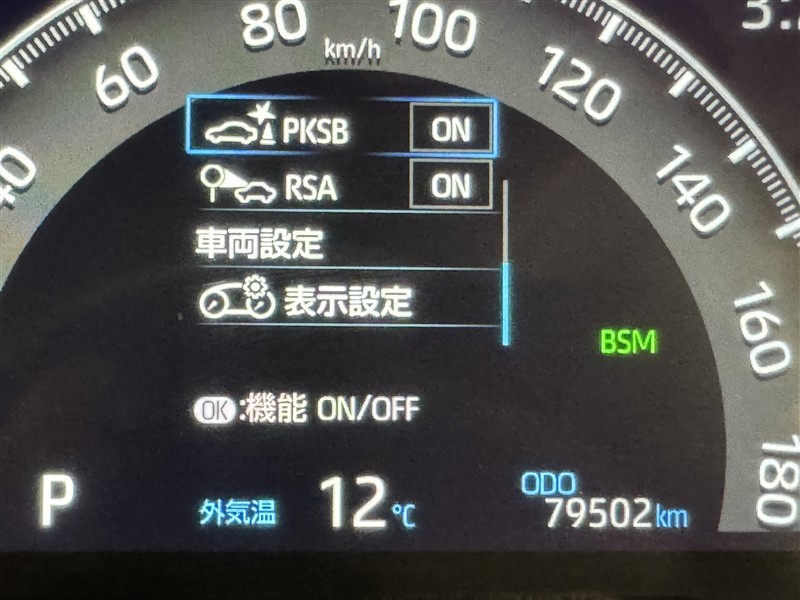 80
100
km/h
60
120
PKSB ON
40
RSA ON
140
車両設定
表示設定
160
BSM
OK:機能 ON/OFF
180
P
外気温 12℃
ODO
79502km